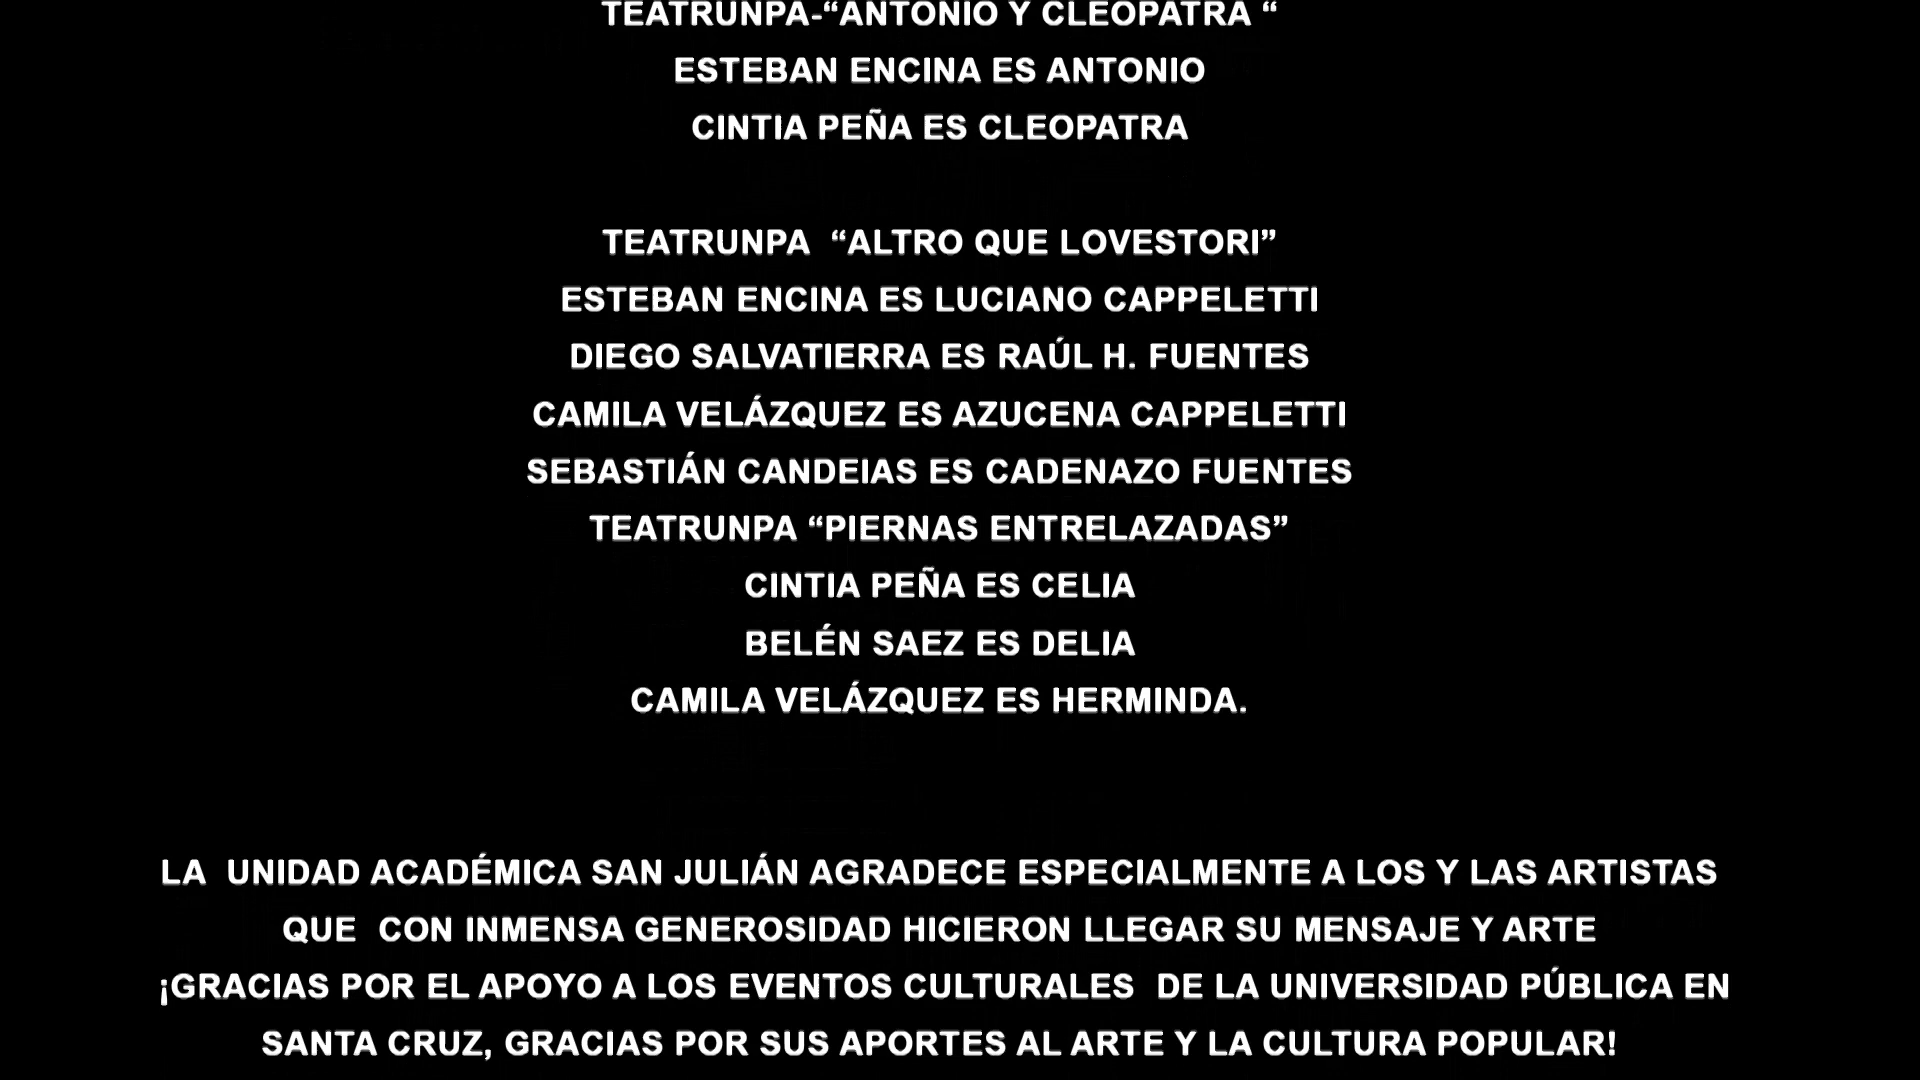 TEATRUNPA-“ANTONIO Y CLEOPATRA “
ESTEBAN ENCINA ES ANTONIO
CINTIA PEÑA ES CLEOPATRA
TEATRUNPA  “ALTRO QUE LOVESTORI”
ESTEBAN ENCINA ES LUCIANO CAPPELETTI
DIEGO SALVATIERRA ES RAÚL H. FUENTES
CAMILA VELÁZQUEZ ES AZUCENA CAPPELETTI
SEBASTIÁN CANDEIAS ES CADENAZO FUENTES
TEATRUNPA “PIERNAS ENTRELAZADAS”
CINTIA PEÑA ES CELIA
BELÉN SAEZ ES DELIA
CAMILA VELÁZQUEZ ES HERMINDA.
LA  UNIDAD ACADÉMICA SAN JULIÁN AGRADECE ESPECIALMENTE A LOS Y LAS ARTISTAS
QUE  CON INMENSA GENEROSIDAD HICIERON LLEGAR SU MENSAJE Y ARTE
¡GRACIAS POR EL APOYO A LOS EVENTOS CULTURALES  DE LA UNIVERSIDAD PÚBLICA EN
SANTA CRUZ, GRACIAS POR SUS APORTES AL ARTE Y LA CULTURA POPULAR!